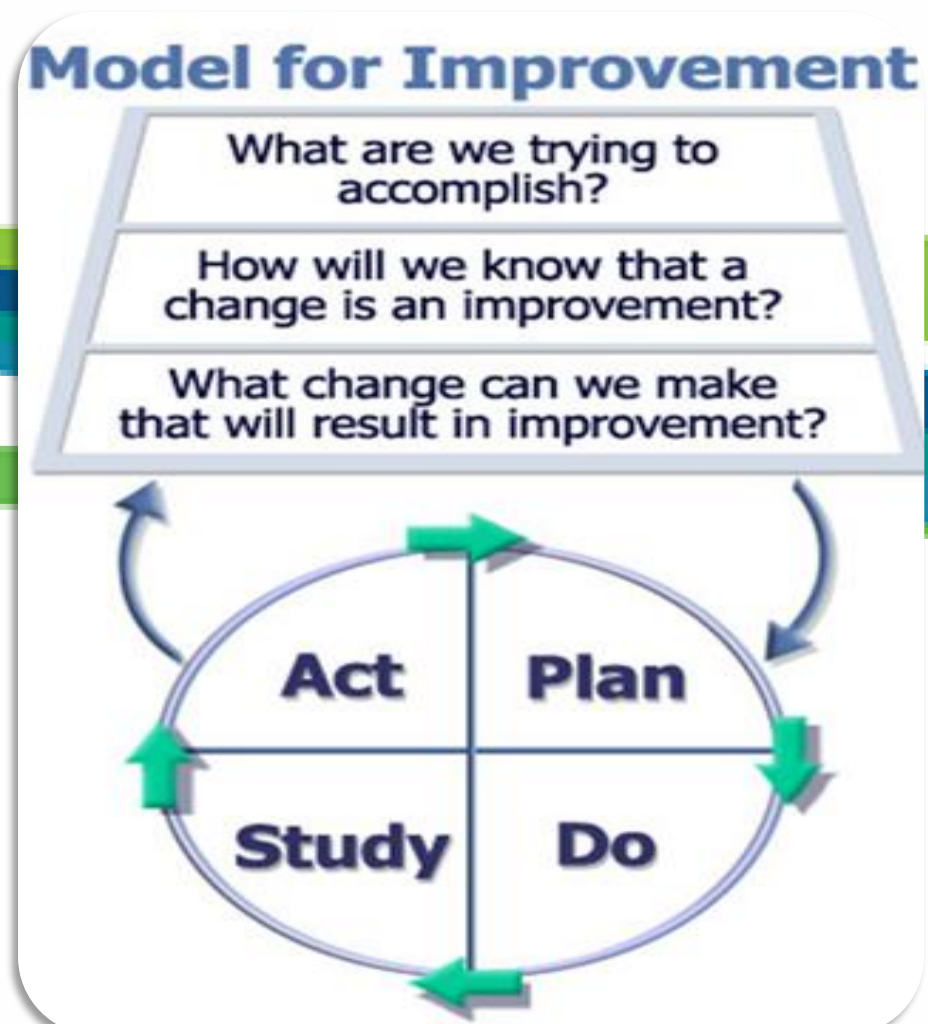 Model for Improvement
What are we trying to
accomplish?
How will we know that a
change is an improvement?
What change can we make
that will result in improvement?
Act
Plan
Study
Do